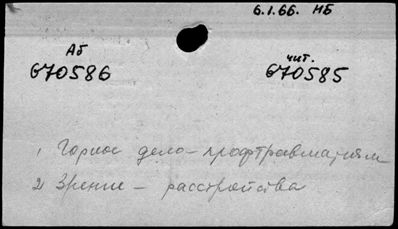 6.1.66. НБ
Аб чит.
670586 670585
1, Горное дело – профтравматизм
2) Зрение – расстройства